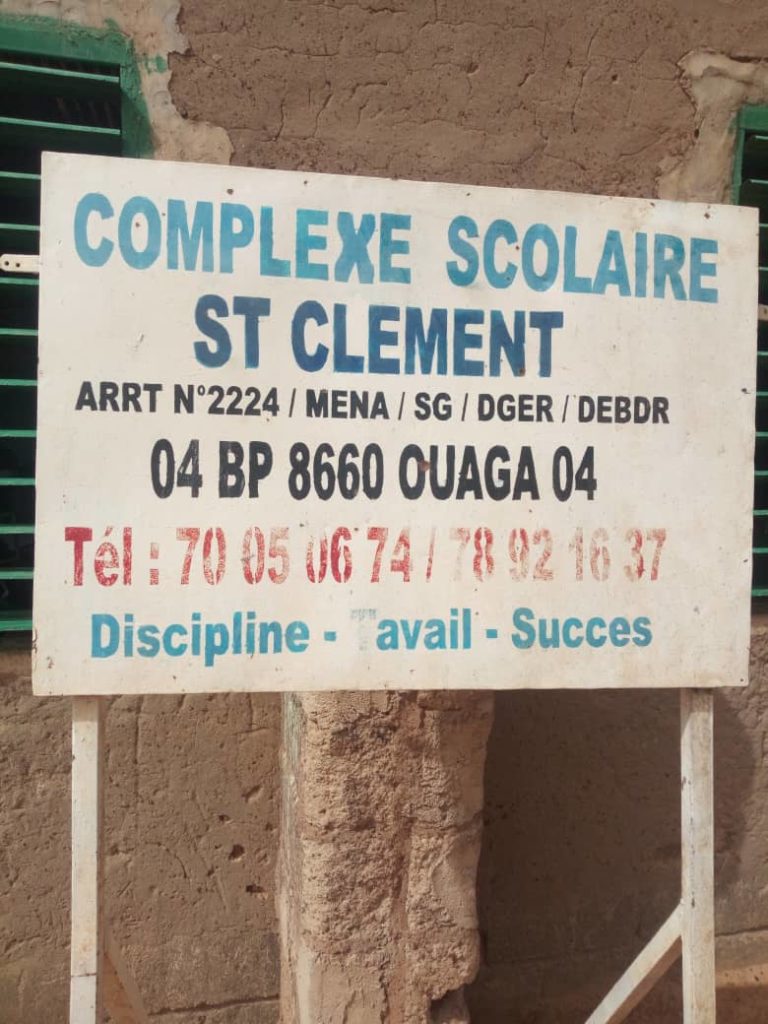 COMPLEXE SCOLAIRE
ST CLEMENT
ARRT N°2224 / MENA / SG / DGER / DEBDR
04 BP 8660 OUAGA 04
Tél : 70 05 06 74 / 78 92 16 37
Discipline - Tavail - Succes